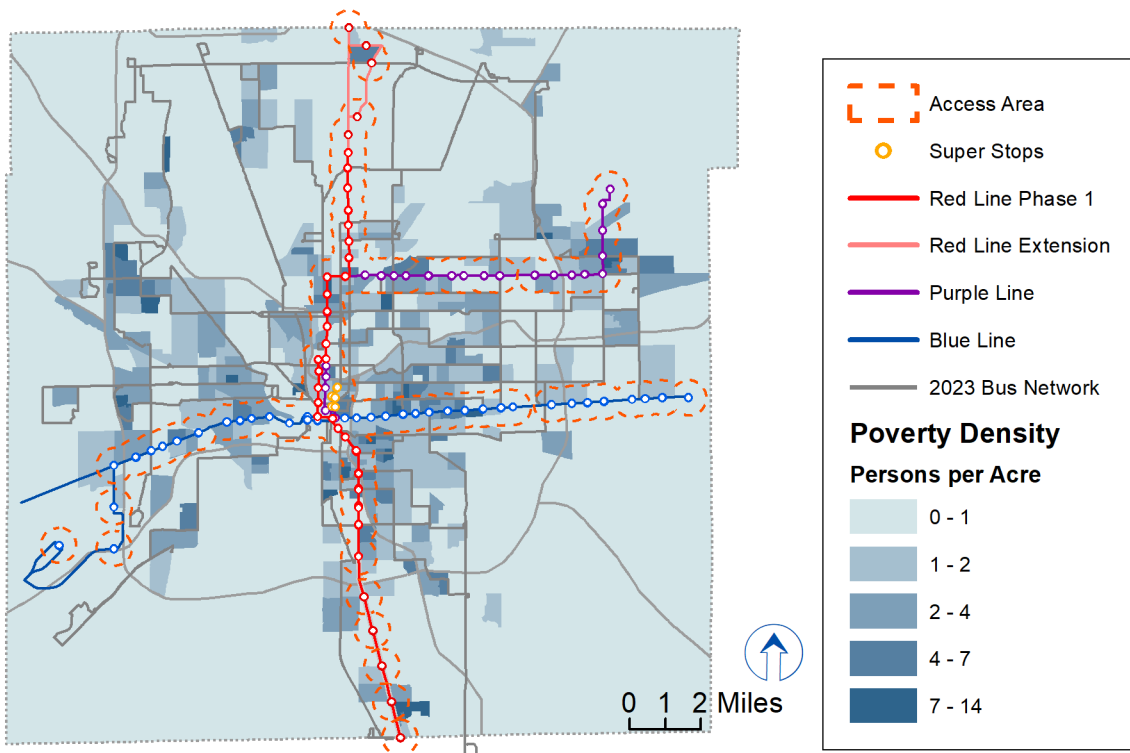 Access Area
Super Stops
Red Line Phase 1
Red Line Extension
Purple Line
Blue Line
2023 Bus Network
Poverty Density
Persons per Acre
0 - 1
1 - 2
2 - 4
4 - 7
7 - 14
0 1 2 Miles